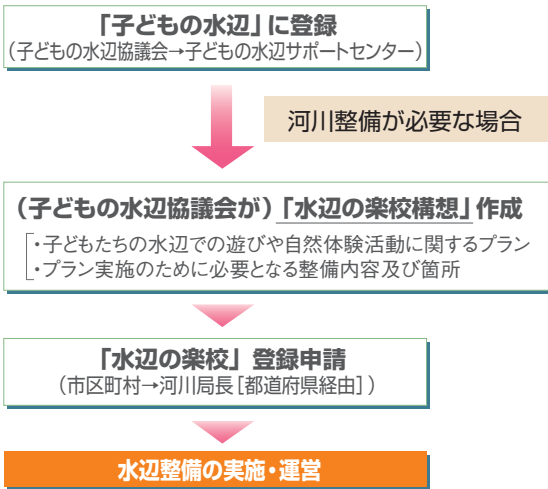 「子どもの水辺」に登録
(子どもの水辺協議会→子どもの水辺サポートセンター)
河川整備が必要な場合
(子どもの水辺協議会が)「水辺の楽校構想」作成
・子どもたちの水辺での遊びや自然体験活動に関するプラン
・プラン実施のために必要となる整備内容及び箇所
「水辺の楽校」登録申請
(市区町村→河川局長[都道府県経由])
水辺整備の実施・運営